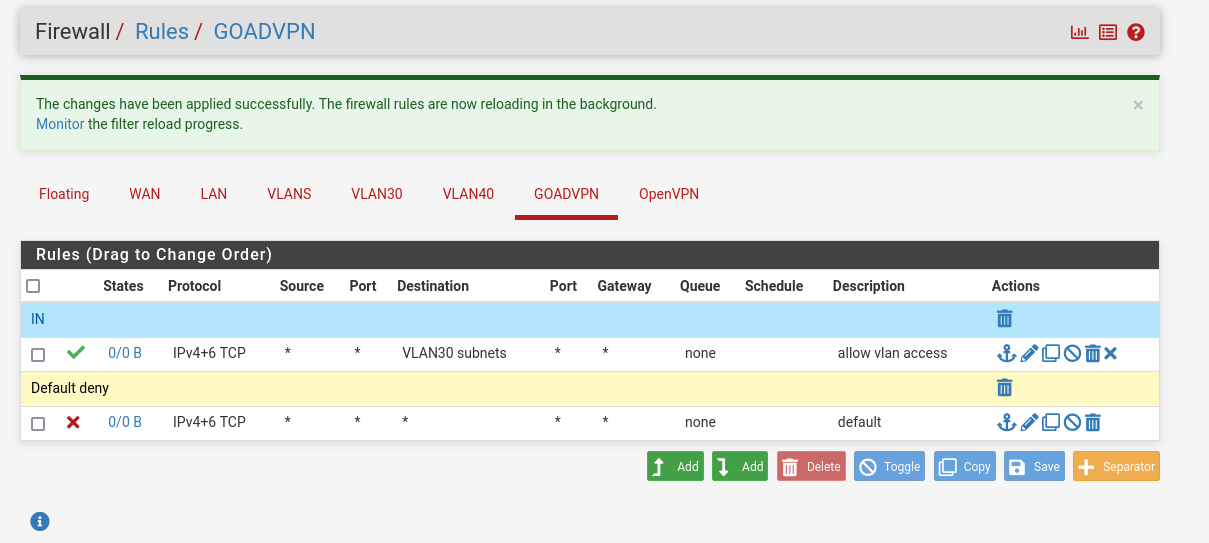 Firewall / Rules / GOADVPN
The changes have been applied successfully. The firewall rules are now reloading in the background.
×
Monitor the filter reload progress.
Floating WAN LAN VLANS VLAN30 VLAN40 GOADVPN OpenVPN
Rules (Drag to Change Order)
States Protocol Source Port Destination Port Gateway Queue Schedule Description Actions
IN
0/0 B IPv4+6 TCP * * VLAN30 subnets * * none allow vlan access
Default deny
0/0 B IPv4+6 TCP * * * * * none default
Add Add Delete Toggle Copy Save Separator